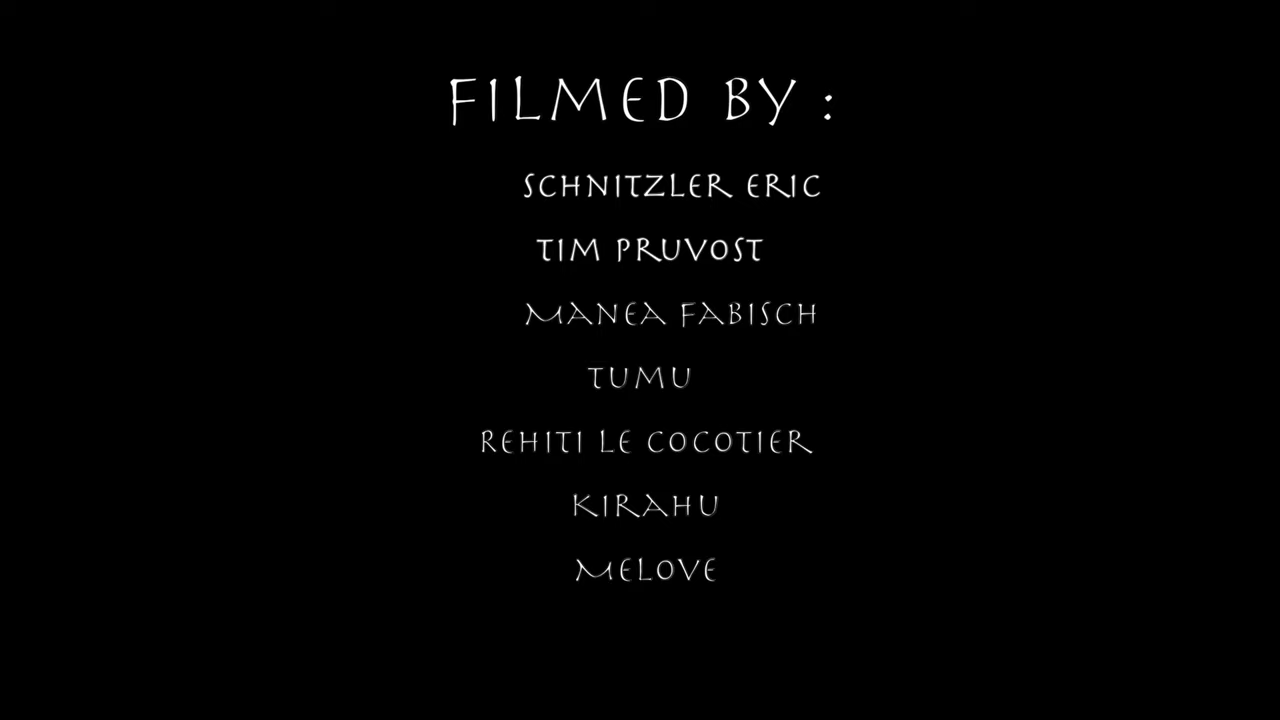 FILMED BY :
SCHNITZLER ERIC
TIM PRUVOST
MANEA FABISCH
TUMU
REHITI LE COCOTIER
KIRAHU
MELOVE